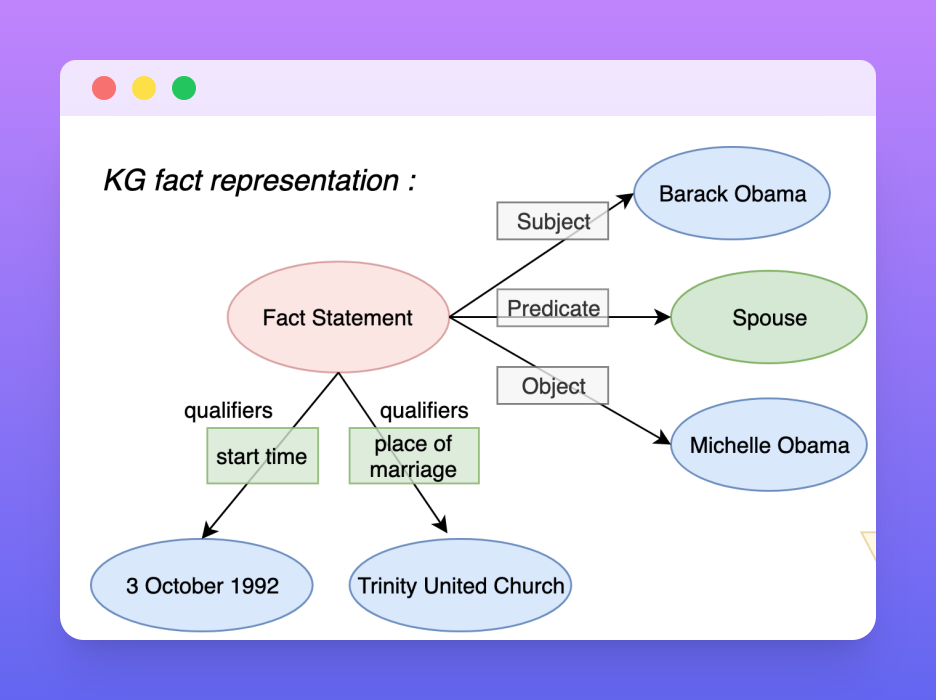 KG fact representation :
Barack Obama
Subject
Predicate
Fact Statement
Spouse
Object
qualifiers
qualifiers
start time
place of
marriage
Michelle Obama
3 October 1992
Trinity United Church